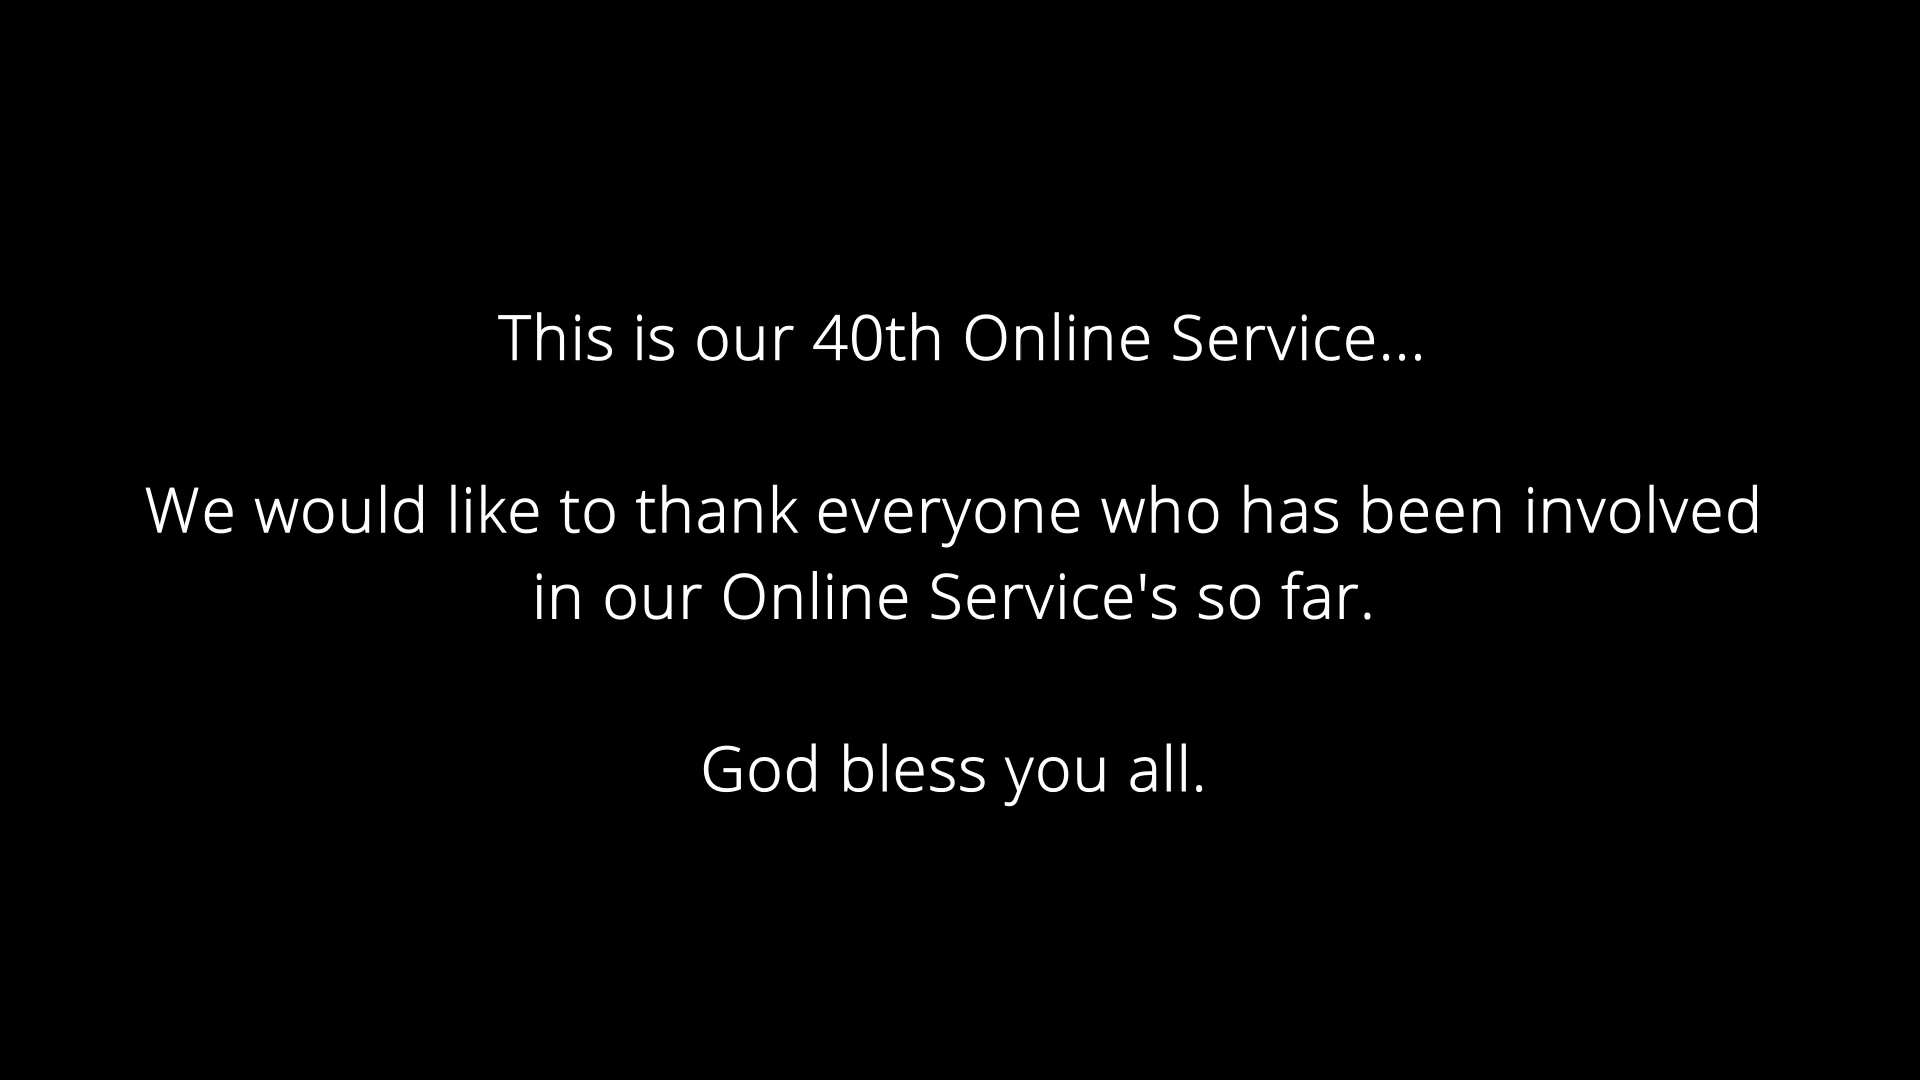 This is our 40th Online Service...
We would like to thank everyone who has been involved
in our Online Service's so far.
God bless you all.